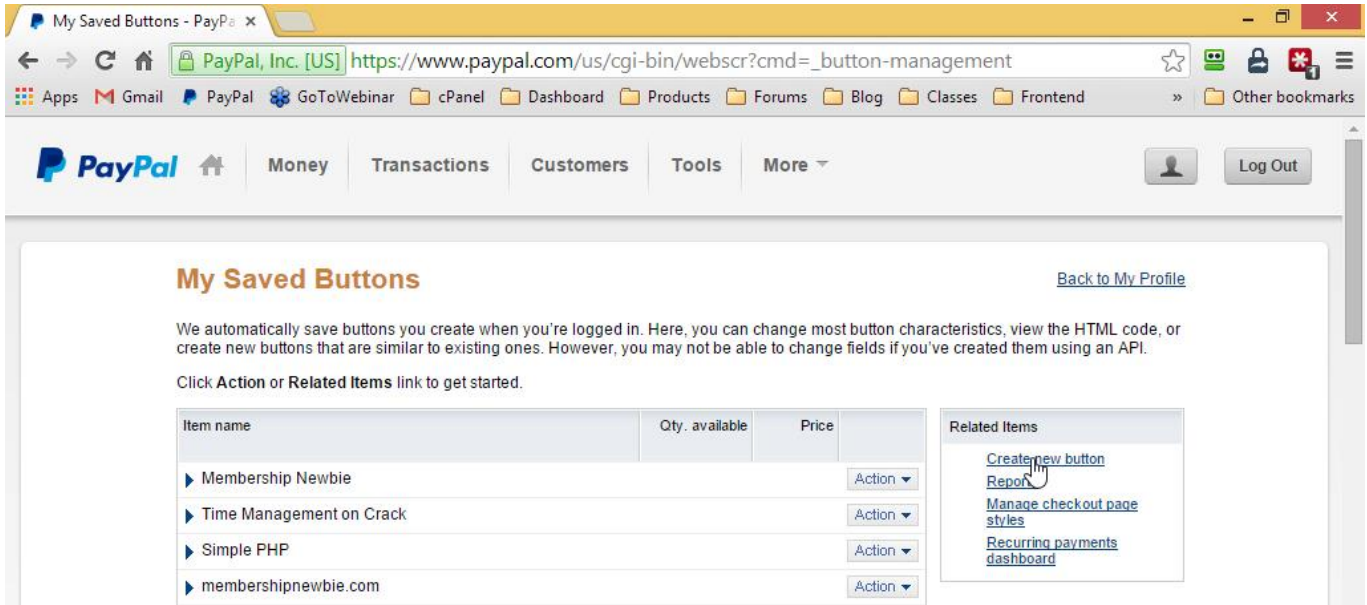 My Saved Buttons - PayPa
PayPal, Inc. [US] https://www.paypal.com/us/cgi-bin/webscr?cmd=_button-management
1
Apps Gmail PayPal GoToWebinar cPanel Dashboard Products Forums Blog Classes Frontend » Other bookmarks
PayPal Money Transactions Customers Tools More Log Out
My Saved Buttons
Back to My Profile
We automatically save buttons you create when you're logged in. Here, you can change most button characteristics, view the HTML code, or
create new buttons that are similar to existing ones. However, you may not be able to change fields if you've created them using an API.
Click Action or Related Items link to get started.
Item name Qty. available Price
Membership Newbie Action
Time Management on Crack Action
Simple PHP Action
membershipnewbie.com Action
Related Items
Create new button
Manage checkout page
styles
Recurring payments
dashboard